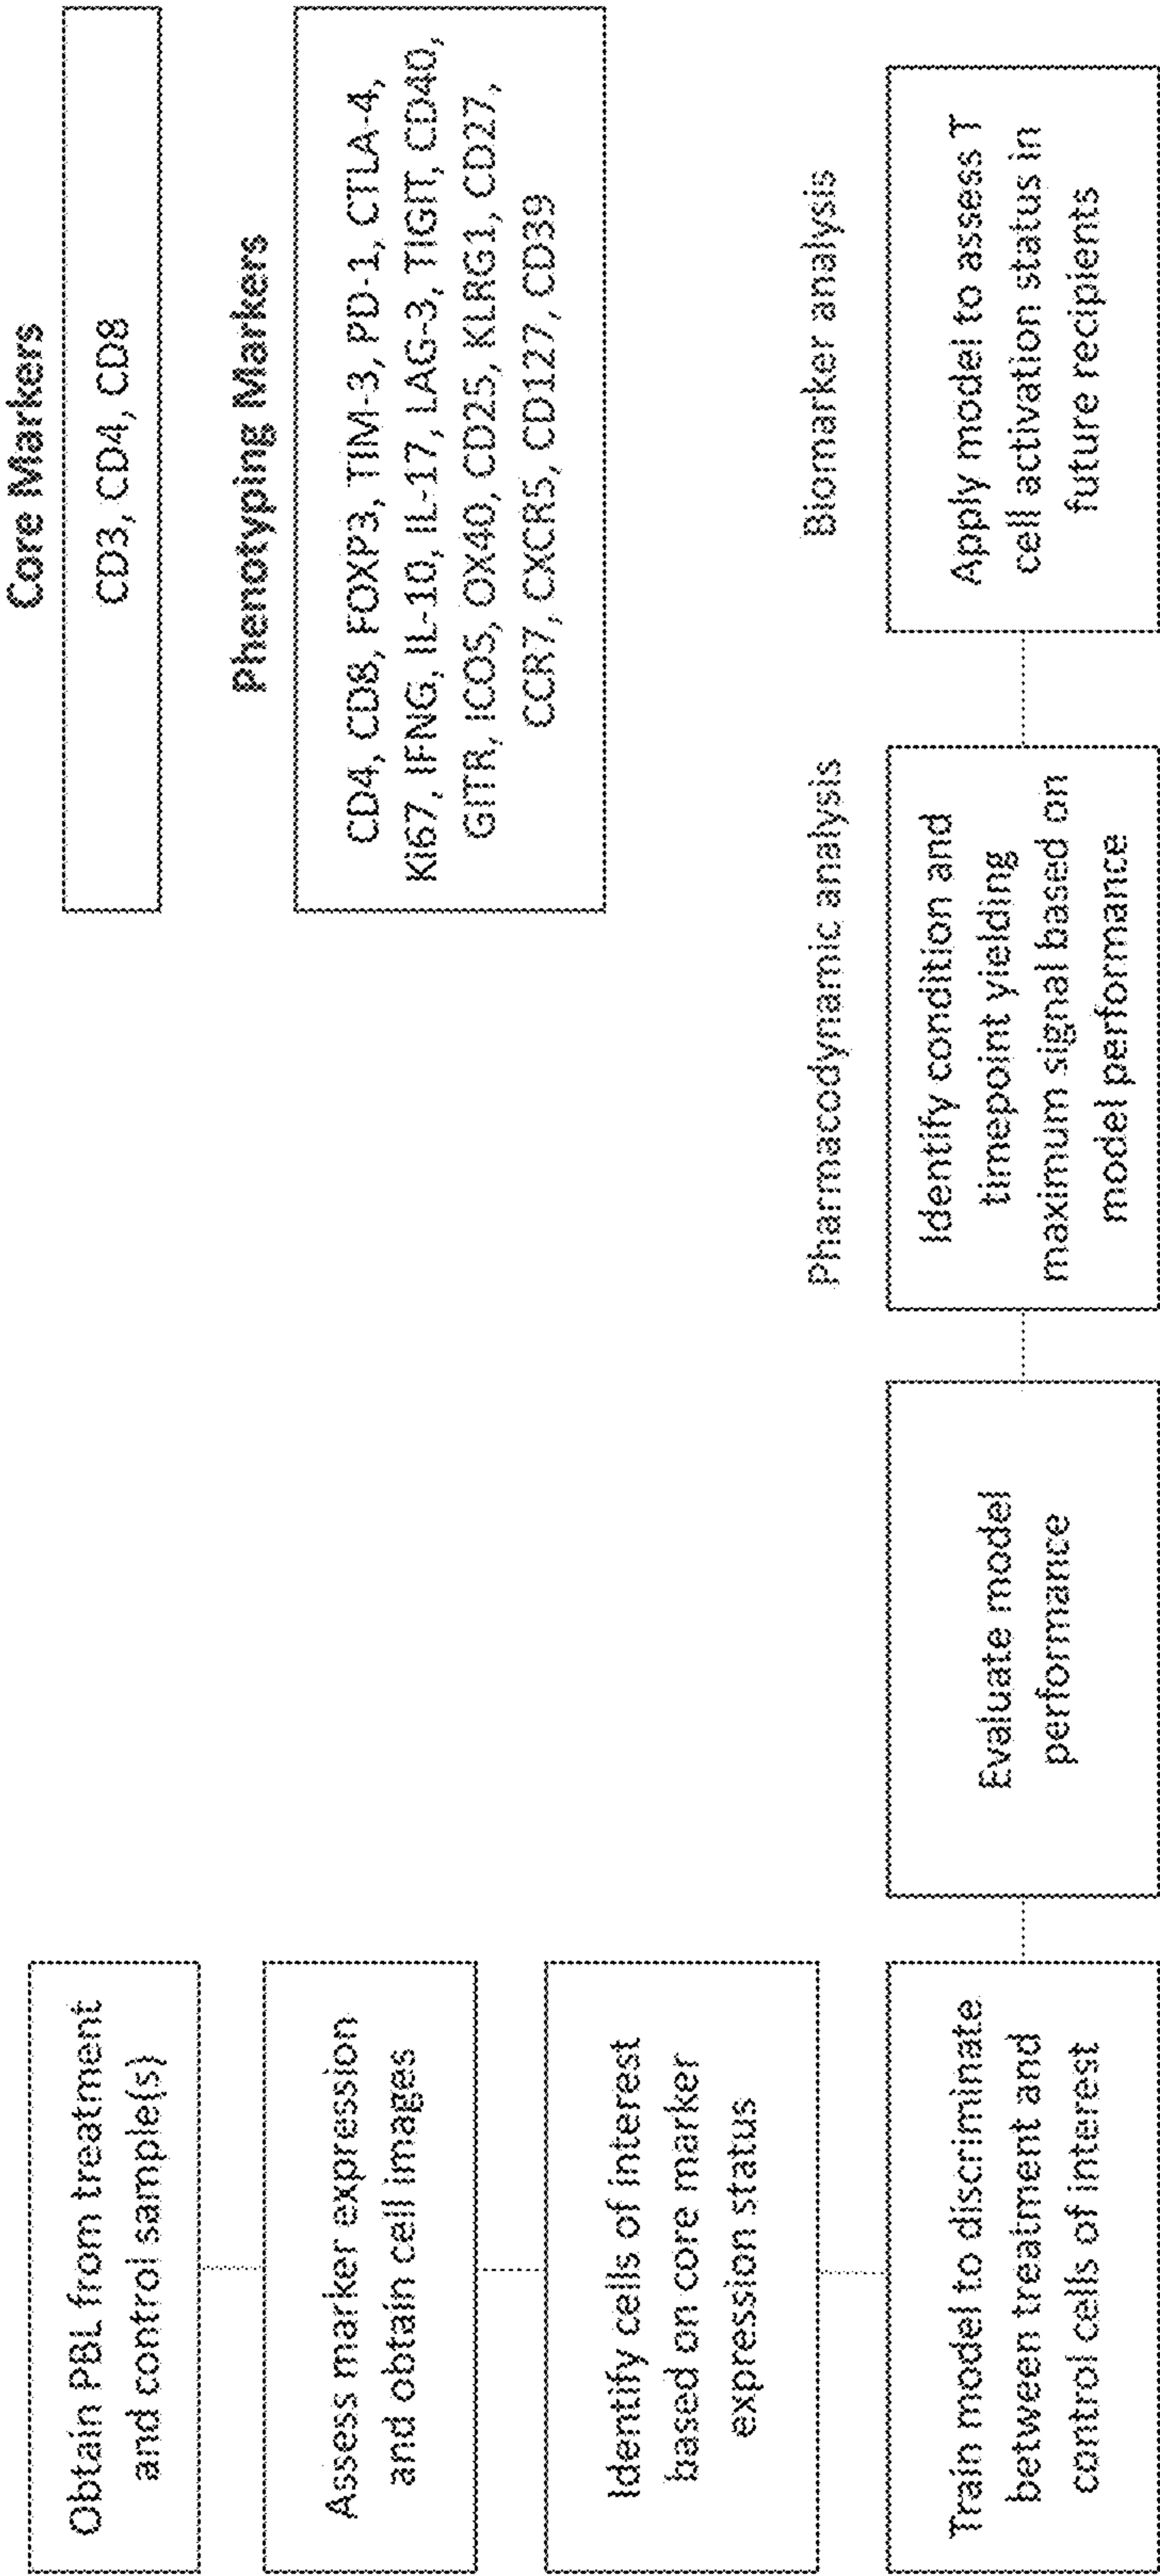 Obtain PBL from treatment
and control sample(s)
Assess marker expression
and obtain cell images
Identify cells of interest
based on core marker
expression status
Train model to discriminate
between treatment and
control cells of interest
Evaluate model
performance
Pharmacodynamic analysis
Identify condition and
timepoint yielding
maximum signal based on
model performance
Biomarker analysis
Apply model to assess T
cell activation status in
future recipients
Core Markers
CD3, CD4, CD8
Phenotyping Markers
CD4, CD8, FOXP3, TIM-3, PD-1, CTLA-4,
Ki67, IFNG, IL-10, IL-17, LAG-3, TIGIT, CD40,
GITR, ICOS, OX40, CD25, KLRG1, CD27,
CCR7, CXCR5, CD127, CD39